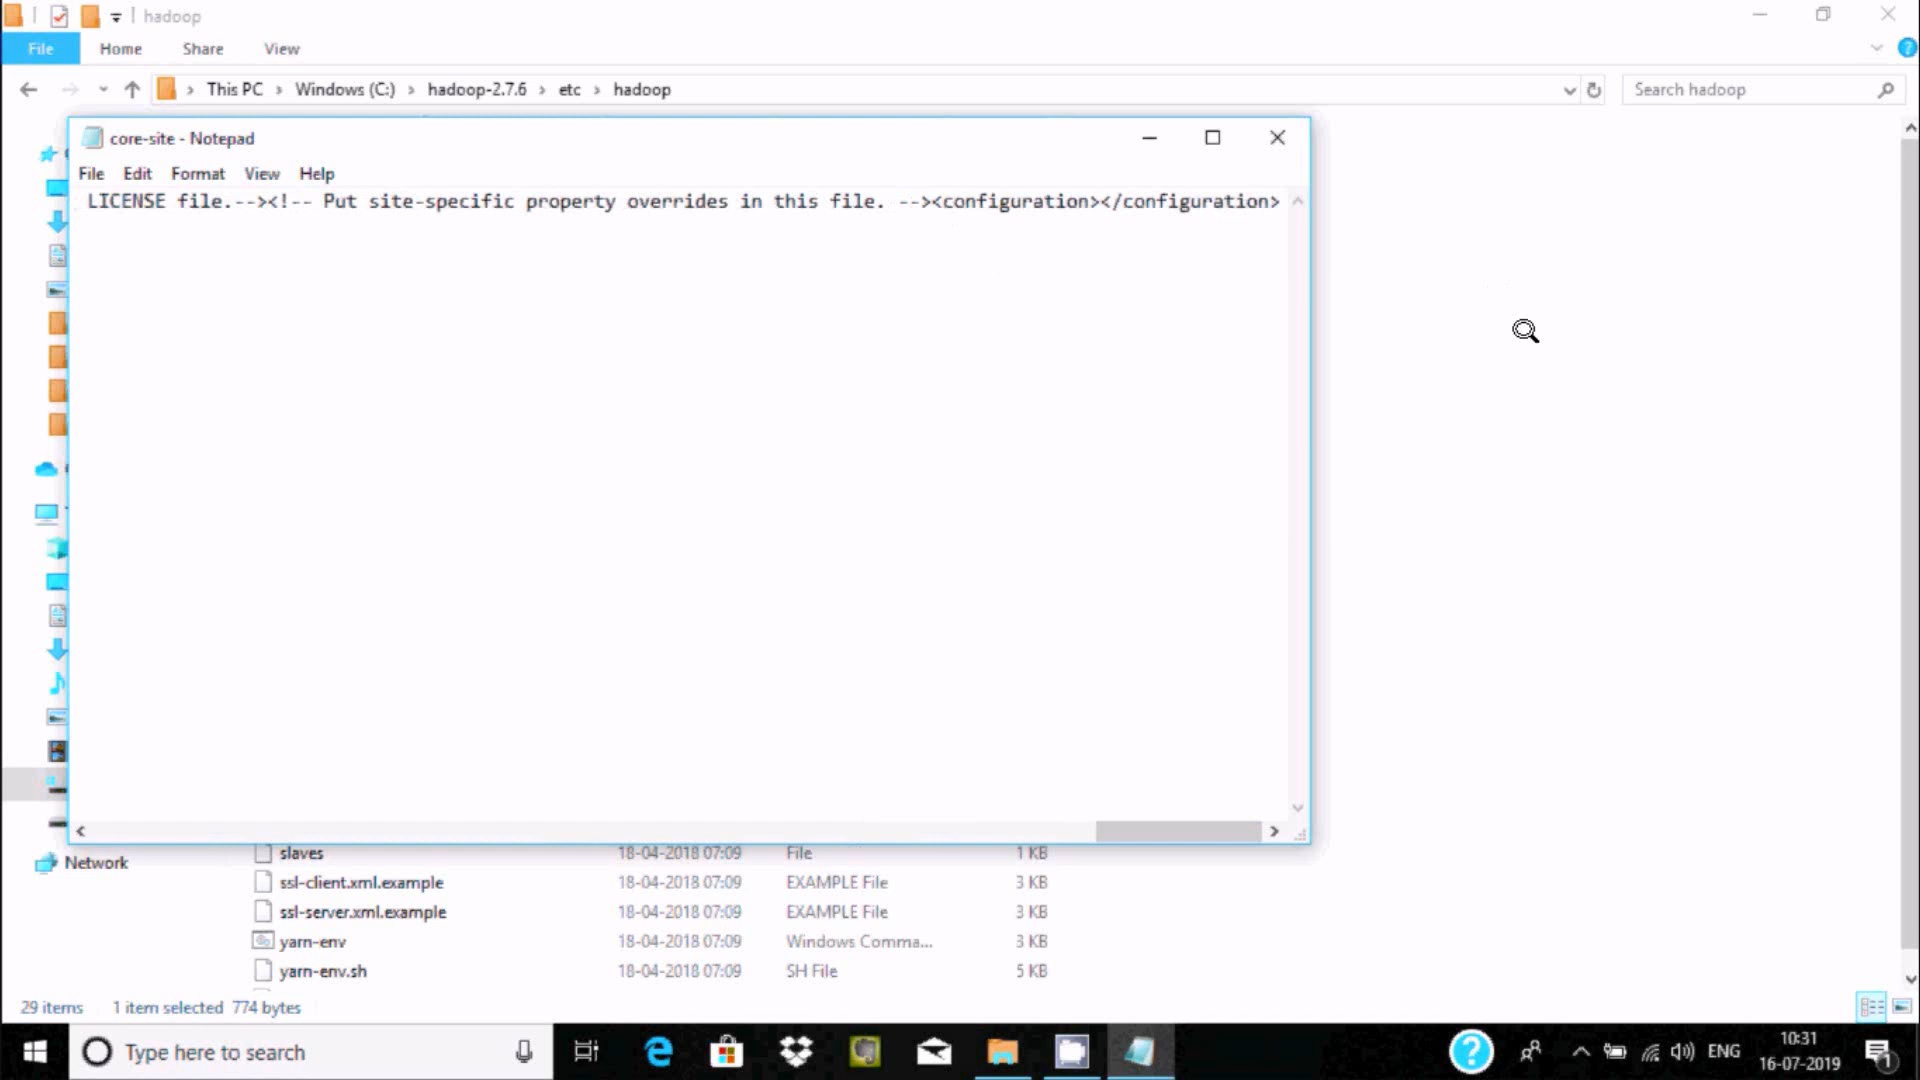 hadoop
File Home Share View
This PC > Windows (C:) > hadoop-2.7.6 > etc > hadoop
Search hadoop
core-site - Notepad
File Edit Format View Help
LICENSE file.--><!-- Put site-specific property overrides in this file. --><configuration></configuration>
Network
slaves 18-04-2018 07:09 File 1 KB
ssl-client.xml.example 18-04-2018 07:09 EXAMPLE File 3 KB
ssl-server.xml.example 18-04-2018 07:09 EXAMPLE File 3 KB
yarn-env 18-04-2018 07:09 Windows Comma... 3 KB
yarn-env.sh 18-04-2018 07:09 SH File 5 KB
29 items 1 item selected 774 bytes
Type here to search
ENG
10:31
16-07-2019
1